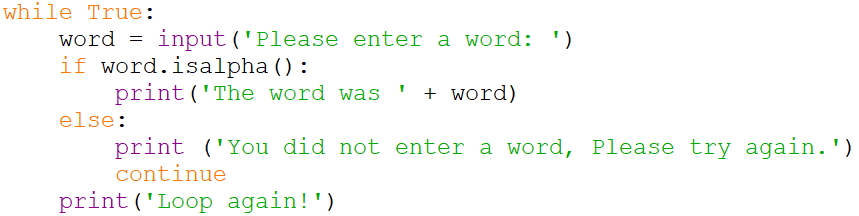 while True:
    word = input('Please enter a word: ')
    if word.isalpha():
        print('The word was ' + word)
    else:
        print ('You did not enter a word, Please try again.')
        continue
    print('Loop again!')